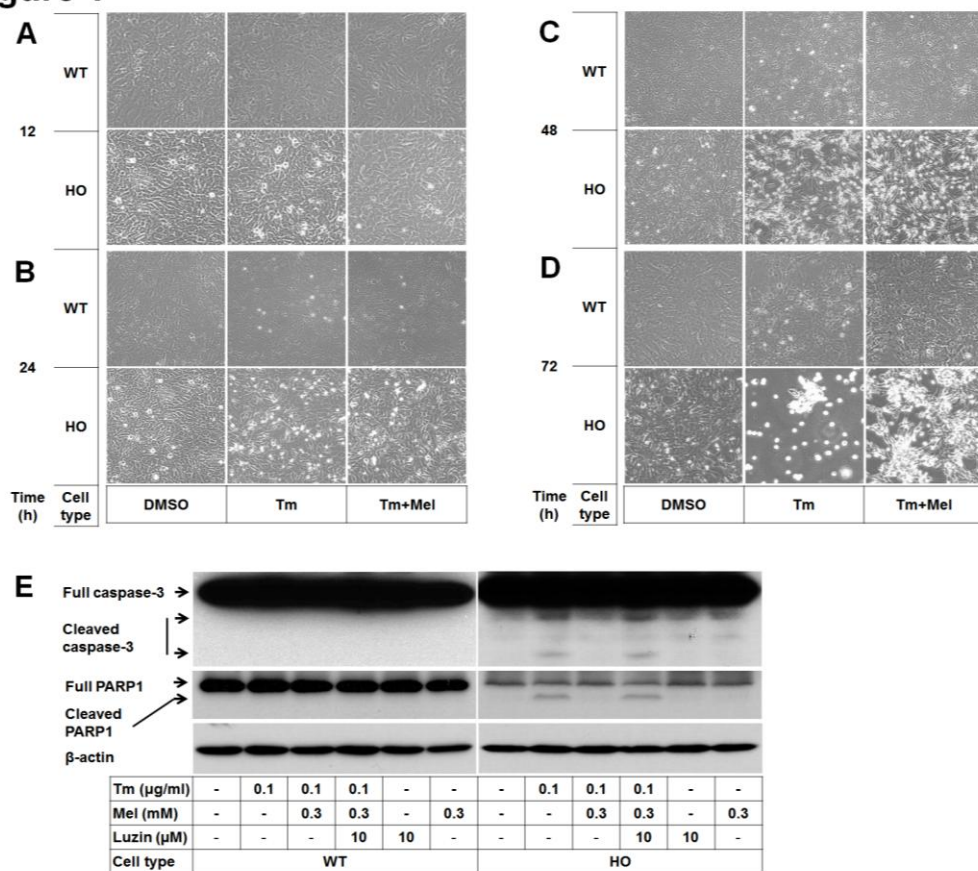 A
WT
12
HO
B
WT
24
HO
Time (h)
Cell type
DMSO
Tm
Tm+Mel
C
WT
48
HO
D
WT
72
HO
Time (h)
Cell type
DMSO
Tm
Tm+Mel
E
Full caspase-3
Cleaved
caspase-3
Full PARP1
Cleaved
PARP1
β-actin
Tm (µg/ml) - 0.1 0.1 0.1 - - - 0.1 0.1 0.1 - -
Mel (mM) - - 0.3 0.3 - 0.3 - - 0.3 0.3 - 0.3
Luzin (µM) - - - 10 10 - - - - 10 10 -
Cell type WT HO